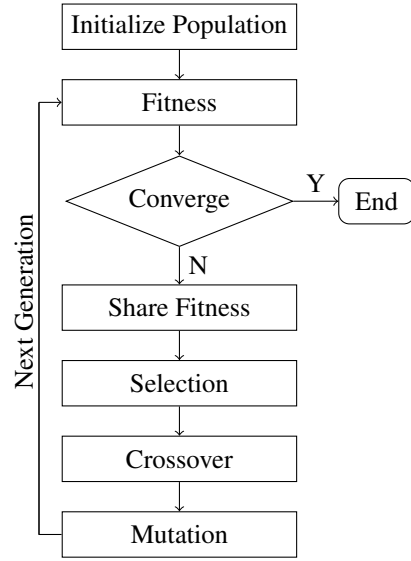 Initialize Population
Fitness
Converge
Y
End
N
Share Fitness
Selection
Crossover
Mutation
Next Generation